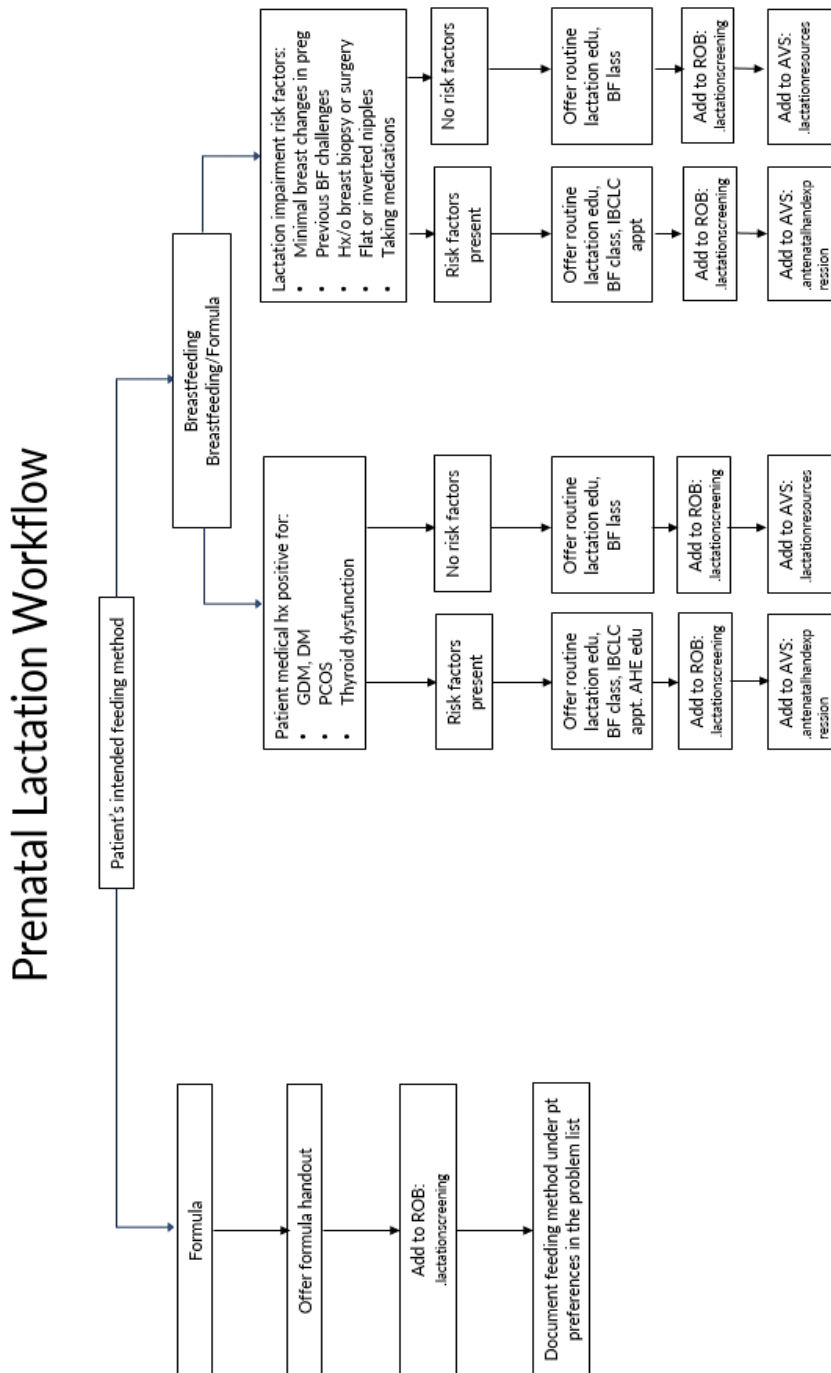 Prenatal Lactation Workflow
Patient's intended feeding method
Formula
Offer formula handout
Add to ROB:
.lactationscreening
Document feeding method under pt
preferences in the problem list
Breastfeeding
Breastfeeding/Formula
Patient medical hx positive for:
• GDM, DM
• PCOS
• Thyroid dysfunction
Risk factors
present
Offer routine
lactation edu,
BF class, IBCLC
appt. AHE edu
Add to ROB:
.lactationscreening
Add to AVS:
.antenatalhandexp
ression
No risk factors
Offer routine
lactation edu,
BF lass
Add to ROB:
.lactationscreening
Add to AVS:
.lactationresources
Lactation impairment risk factors:
• Minimal breast changes in preg
• Previous BF challenges
• Hx/o breast biopsy or surgery
• Flat or inverted nipples
• Taking medications
Risk factors
present
Offer routine
lactation edu,
BF class, IBCLC
appt
Add to ROB:
.lactationscreening
Add to AVS:
.antenatalhandexp
ression
No risk factors
Offer routine
lactation edu,
BF lass
Add to ROB:
.lactationscreening
Add to AVS:
.lactationresources